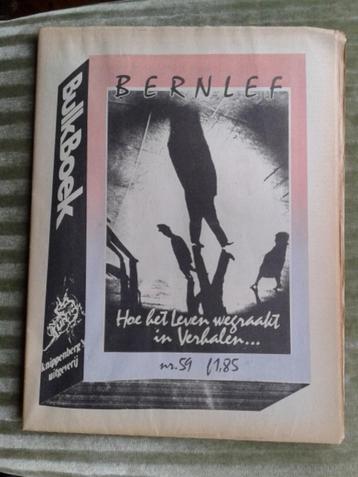 BERNLEF
BulkBoek
Hoe het Leven wegraakt
in Verhalen...
nr. 59 f1,85
knippenberg's
uitgeverij